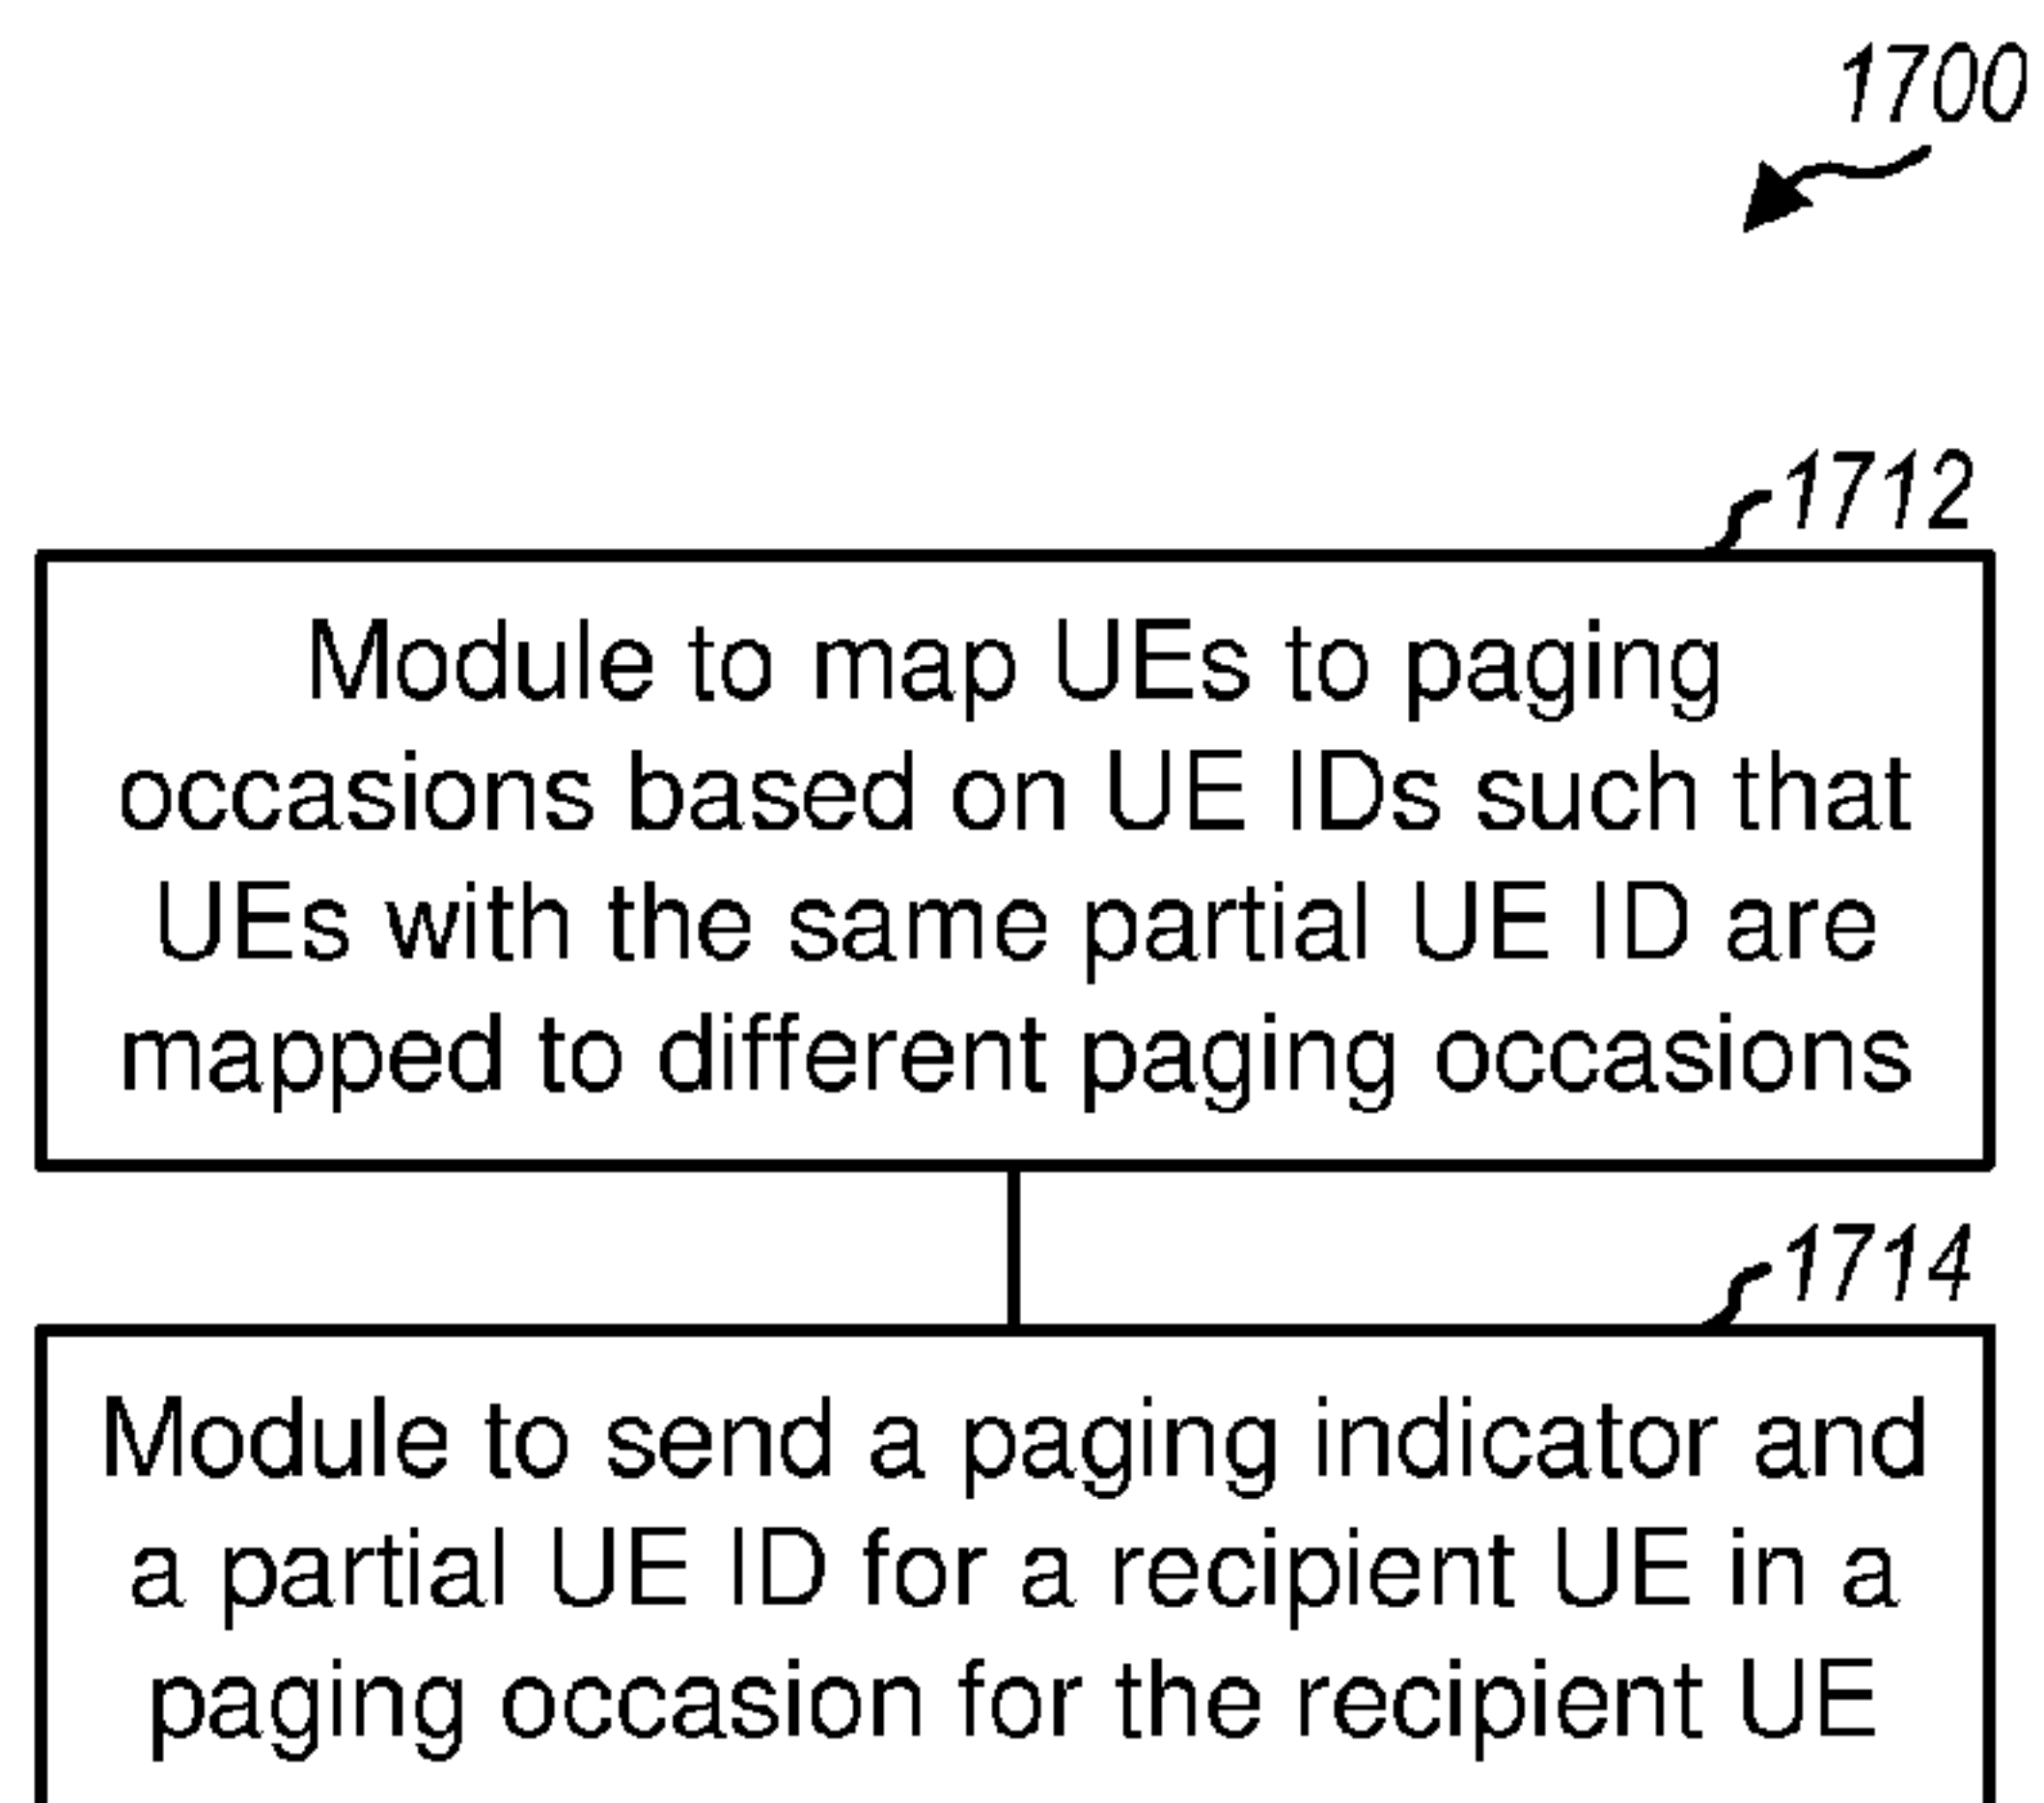 1700
1712
Module to map UEs to paging
occasions based on UE IDs such that
UEs with the same partial UE ID are
mapped to different paging occasions
1714
Module to send a paging indicator and
a partial UE ID for a recipient UE in a
paging occasion for the recipient UE